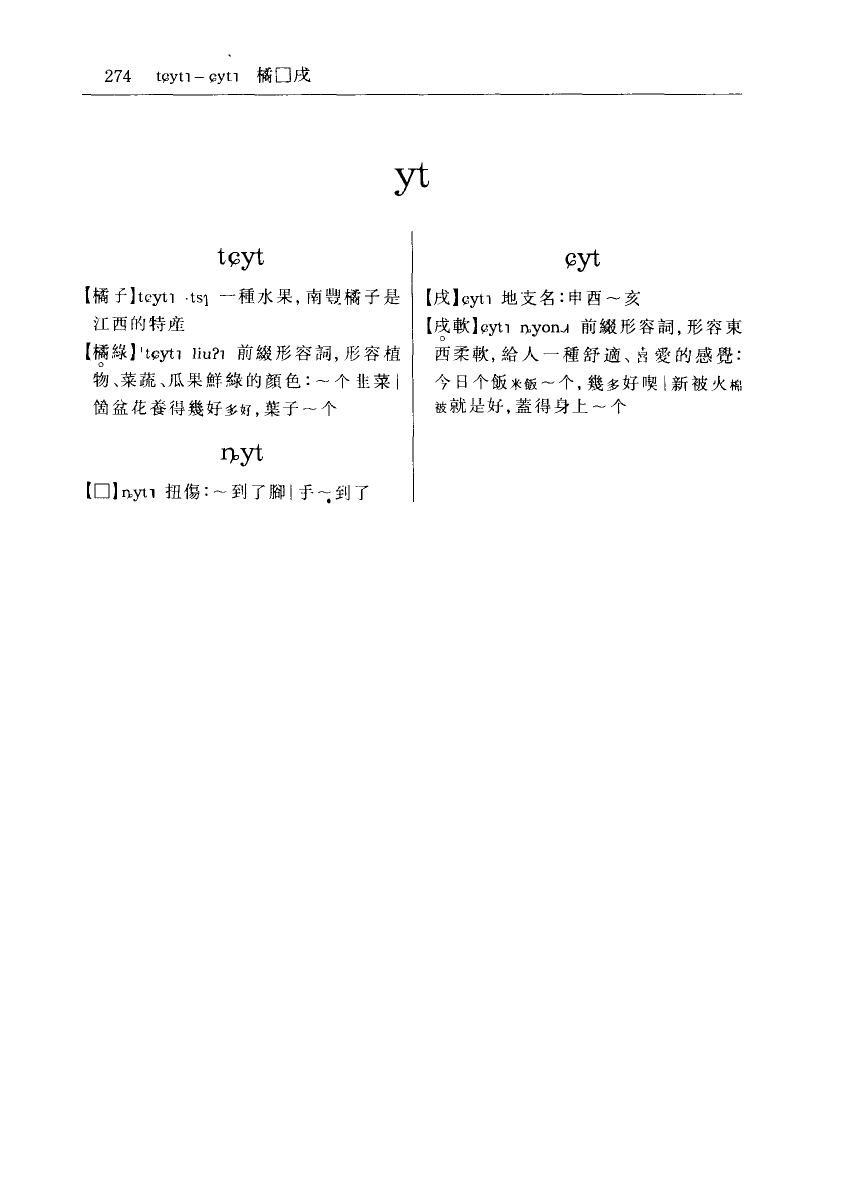 274 tɕyt˥ – ɕyt˥ 橘□戌
yt
tɕyt
【橘子】tɕyt˥ ·tsɿ 一種水果，南豐橘子是
江西的特産
【橘綠】ˈtɕyt˥ liuʔ˥ 前綴形容詞，形容植
物、菜蔬、瓜果鮮綠的顏色：～个韭菜｜
箇盆花養得幾好多好，葉子～个
ȵyt
【□】ȵyt˥ 扭傷：～到了腳｜手～到了
ɕyt
【戌】ɕyt˥ 地支名：申酉～亥
【戌軟】ɕyt˥ ȵyon 前綴形容詞，形容東
西柔軟，給人一種舒適、喜愛的感覺：
今日个飯米飯～个，幾多好喫｜新被火棉
被就是好，蓋得身上～个